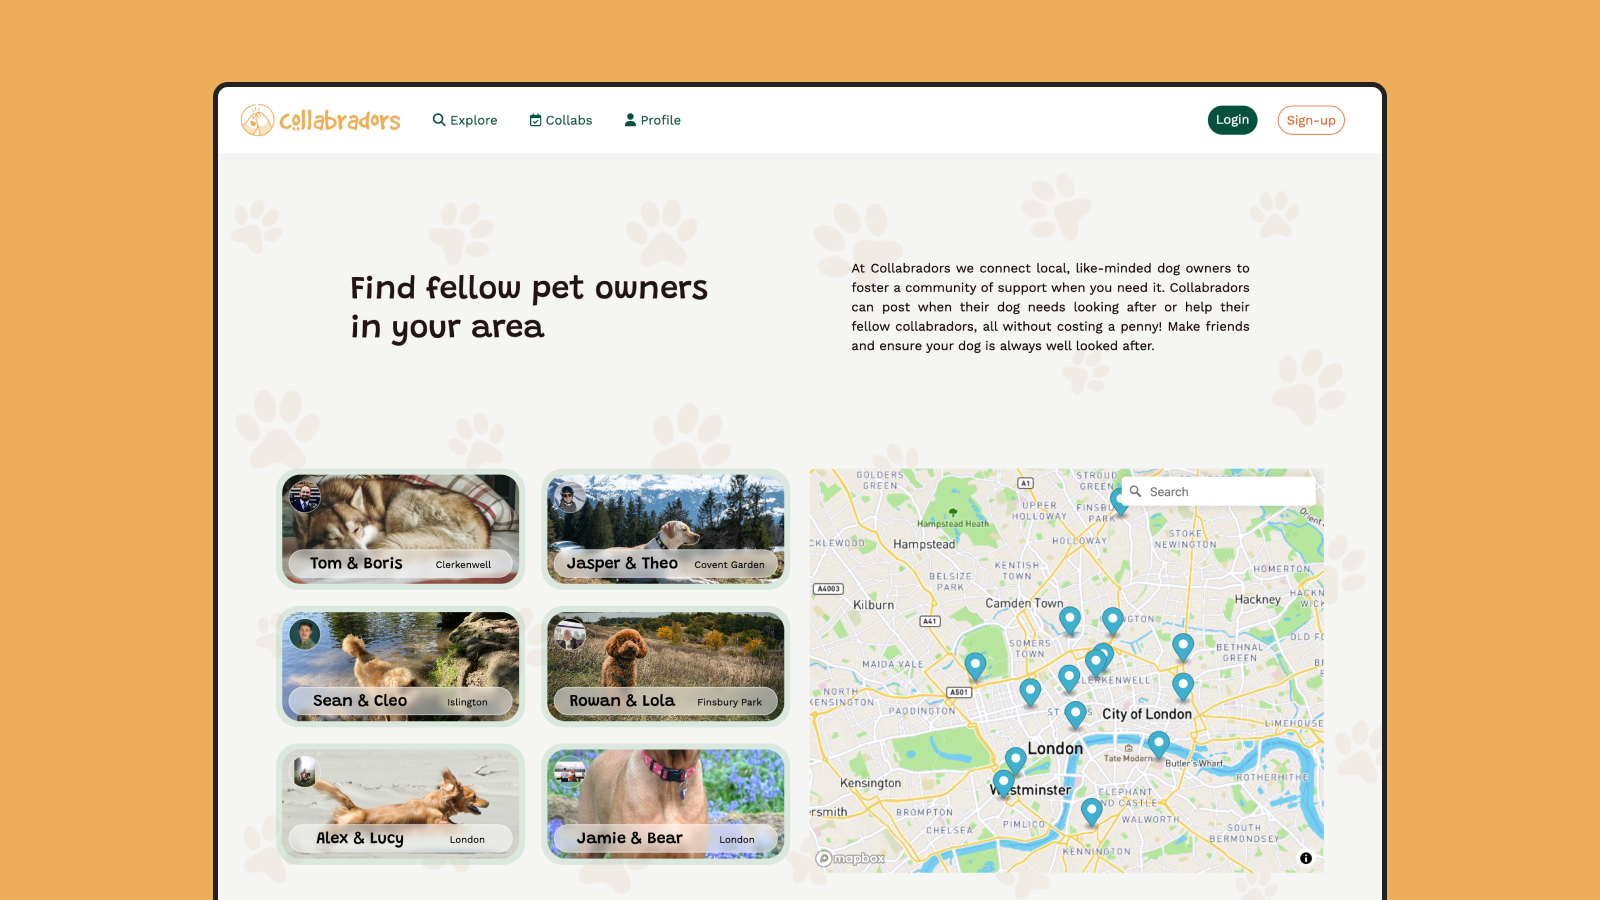 collabradors
Explore
Collabs
Profile
Login
Sign-up
Find fellow pet owners
in your area
At Collabradors we connect local, like-minded dog owners to
foster a community of support when you need it. Collabradors
can post when their dog needs looking after or help their
fellow collabradors, all without costing a penny! Make friends
and ensure your dog is always well looked after.
Tom & Boris Clerkenwell
Jasper & Theo Covent Garden
Sean & Cleo Islington
Rowan & Lola Finsbury Park
Alex & Lucy London
Jamie & Bear London
Search
GOLDERS
GREEN
A1
STROUD
GREEN
UPPER
HOLLOWAY
FINSBU
PARK
Orient
Hampstead Heath
CKLEWOOD
Hampstead
HOLLOWAY
STOKE
NEWINGTON
KENTISH
TOWN
BELSIZE
PARK
HOMERTON
A4003
Kilburn
Camden Town
Hackney
HACKN
WICK
A41
NGTON
SOMERS
TOWN
OLD FO
BETHNAL
GREEN
MAIDA VALE
CLERKENWELL
NORTH
KENSINGTON
A501
PADDINGTON
ST
S
City of London
LIMEHOUSE
London
Tate Modern
Butler's Wharf
ROTHERHITHE
Kensington
W stminster
ELEPHANT
ND CASTLE
rsmith
BROMPTON
PIMLICO
WALWORTH
CHELSEA
SOUTH
BERMONDSEY
KENNINGTON
mapbox